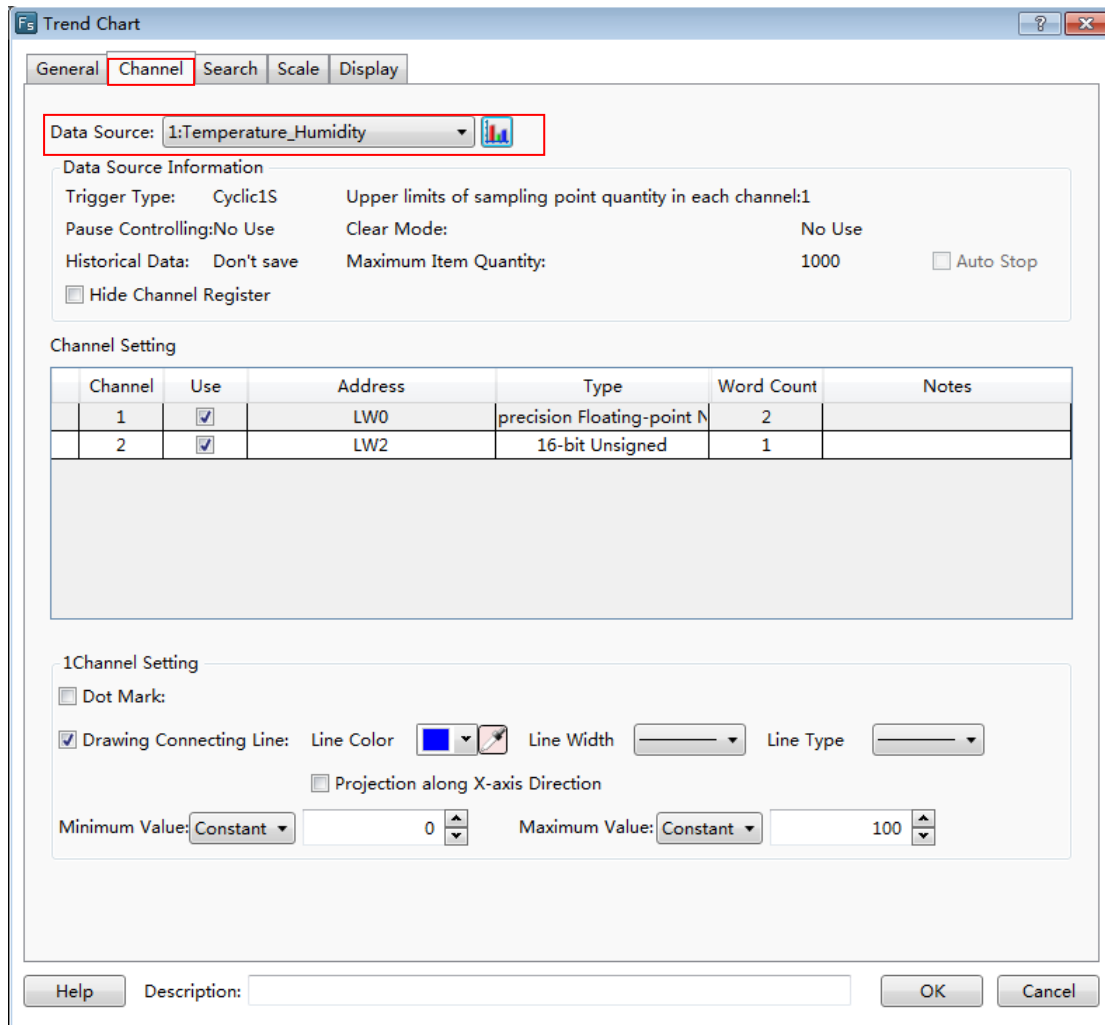 Fs Trend Chart ?
General Channel Search Scale Display
Data Source: 1:Temperature_Humidity
Data Source Information
Trigger Type: Cyclic1S Upper limits of sampling point quantity in each channel:1
Pause Controlling:No Use Clear Mode: No Use
Historical Data: Don't save Maximum Item Quantity: 1000 Auto Stop
Hide Channel Register
Channel Setting
Channel Use Address Type Word Count Notes
1 LW0 precision Floating-point N 2
2 LW2 16-bit Unsigned 1
1Channel Setting
Dot Mark:
Drawing Connecting Line: Line Color Line Width Line Type
Projection along X-axis Direction
Minimum Value: Constant 0 Maximum Value: Constant 100
Help Description: OK Cancel